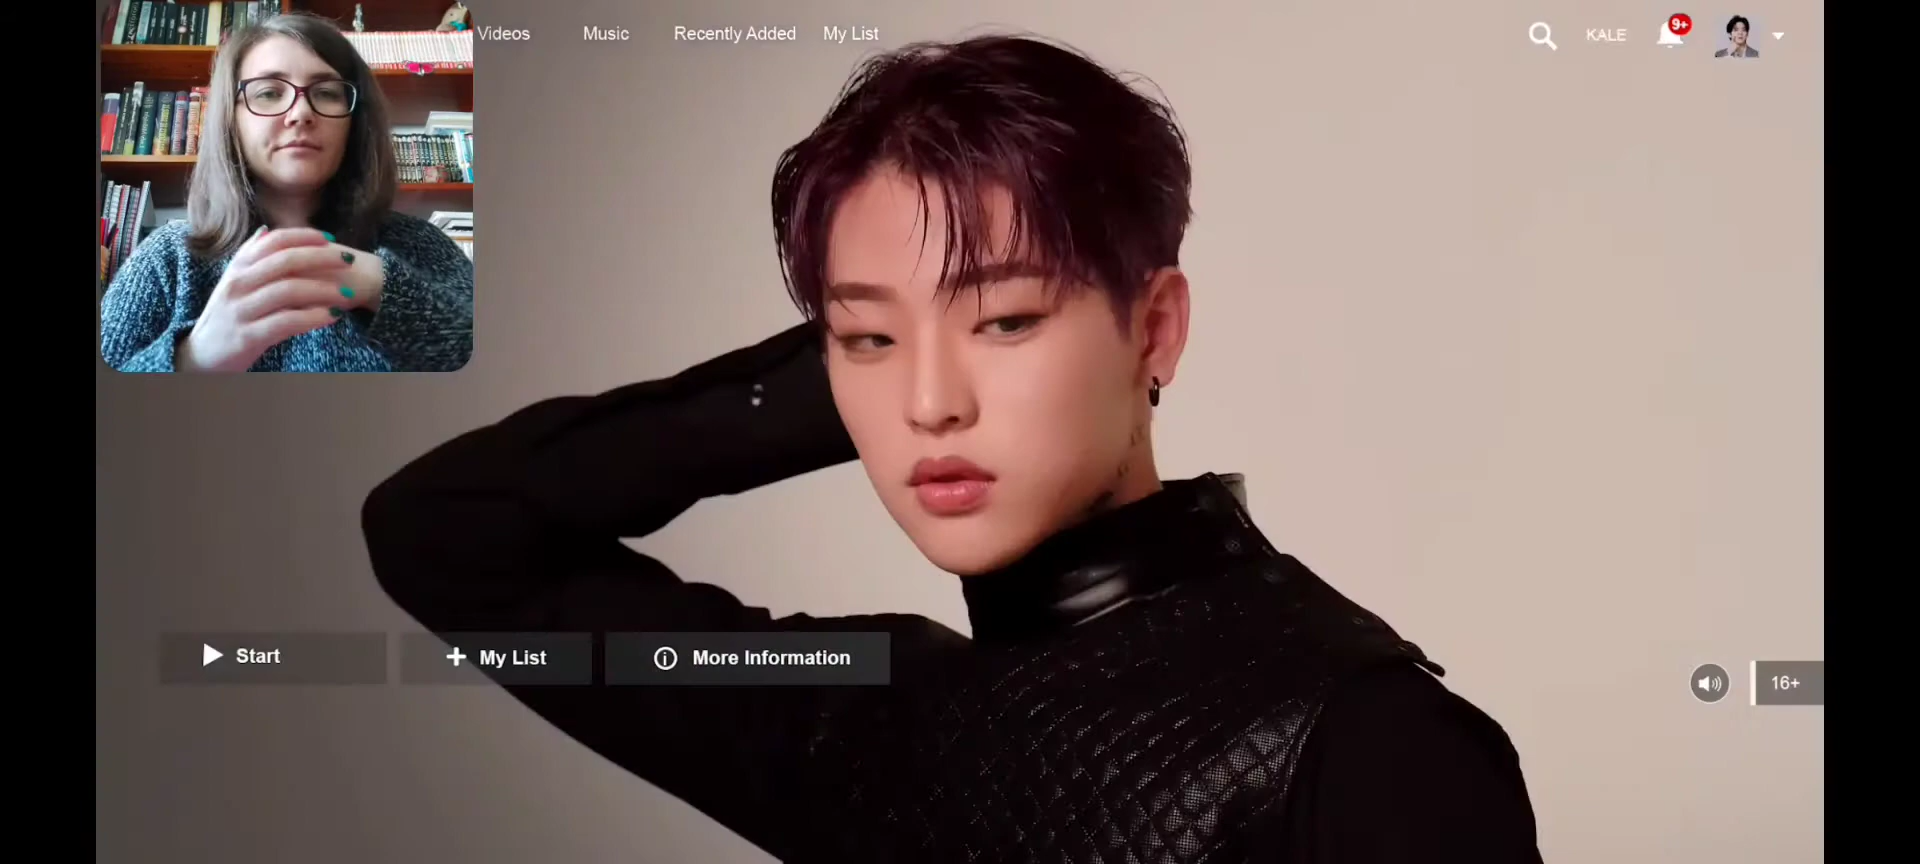 Videos
Music
Recently Added
My List
KALE
9+
Start
My List
More Information
16+